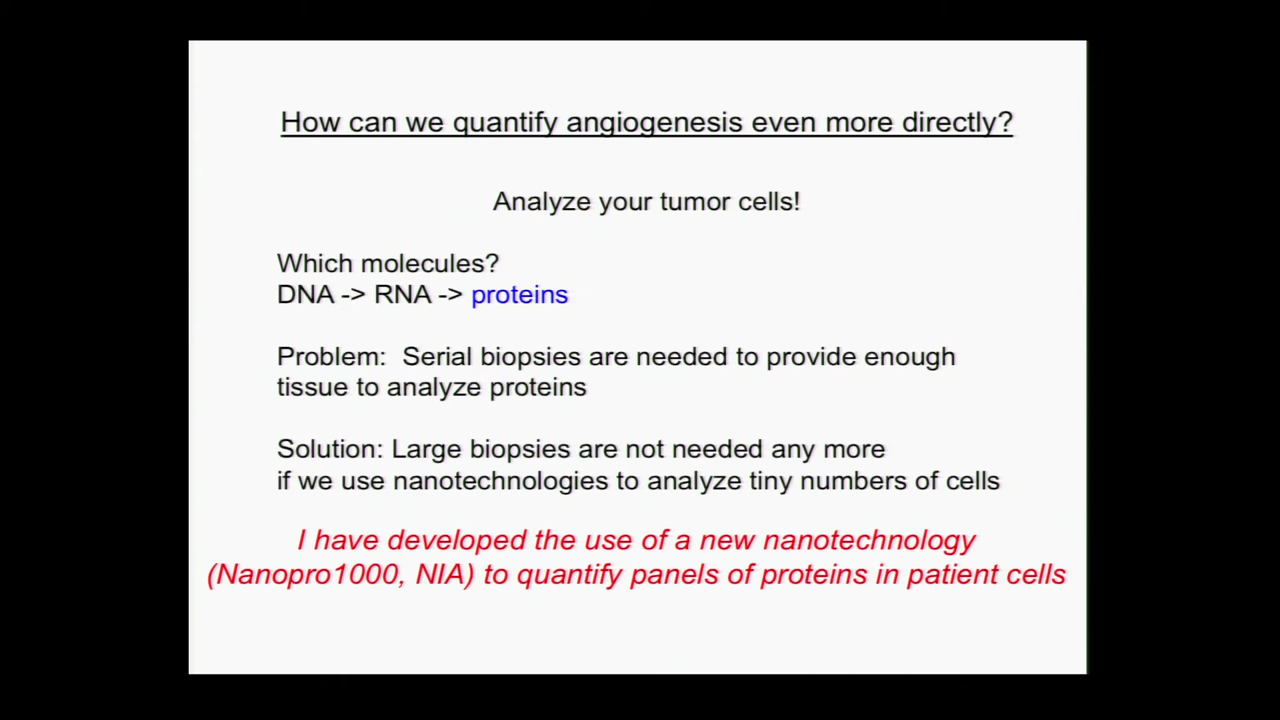 How can we quantify angiogenesis even more directly?
Analyze your tumor cells!
Which molecules?
DNA -> RNA -> proteins
Problem:  Serial biopsies are needed to provide enough
tissue to analyze proteins
Solution: Large biopsies are not needed any more
if we use nanotechnologies to analyze tiny numbers of cells
I have developed the use of a new nanotechnology
(Nanopro1000, NIA) to quantify panels of proteins in patient cells